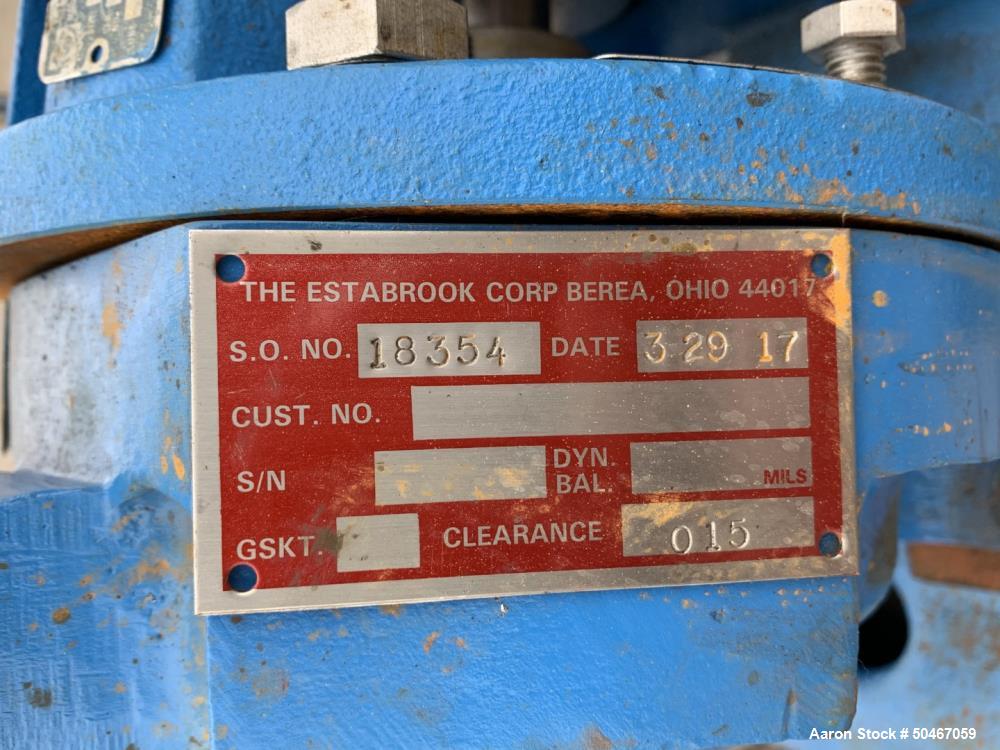 THE ESTABROOK CORP BEREA, OHIO 44017
S.O. NO. 18354 DATE 3 29 17
CUST. NO.
S/N DYN. BAL. MILS
GSKT. CLEARANCE 015
Aaron Stock # 50467059